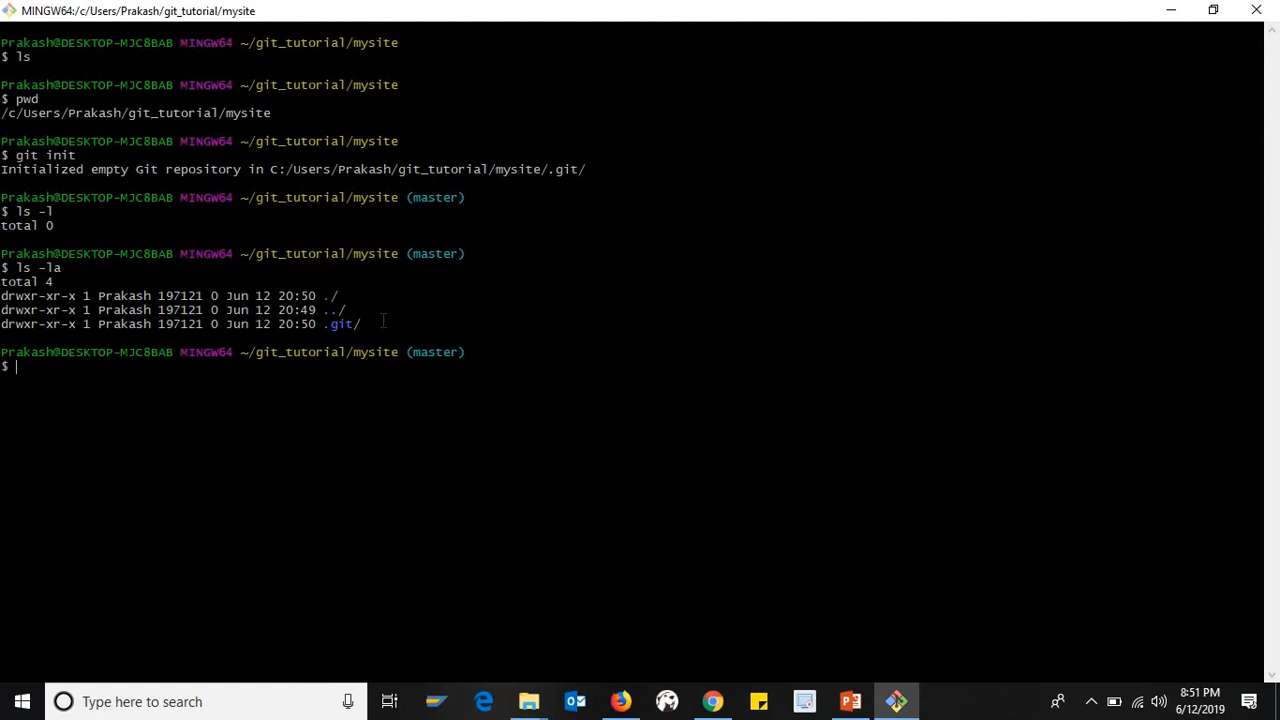 MINGW64:/c/Users/Prakash/git_tutorial/mysite
Prakash@DESKTOP-MJC8BAB MINGW64 ~/git_tutorial/mysite
$ ls
Prakash@DESKTOP-MJC8BAB MINGW64 ~/git_tutorial/mysite
$ pwd
/c/Users/Prakash/git_tutorial/mysite
Prakash@DESKTOP-MJC8BAB MINGW64 ~/git_tutorial/mysite
$ git init
Initialized empty Git repository in C:/Users/Prakash/git_tutorial/mysite/.git/
Prakash@DESKTOP-MJC8BAB MINGW64 ~/git_tutorial/mysite (master)
$ ls -l
total 0
Prakash@DESKTOP-MJC8BAB MINGW64 ~/git_tutorial/mysite (master)
$ ls -la
total 4
drwxr-xr-x 1 Prakash 197121 0 Jun 12 20:50 ./
drwxr-xr-x 1 Prakash 197121 0 Jun 12 20:49 ../
drwxr-xr-x 1 Prakash 197121 0 Jun 12 20:50 .git/
Prakash@DESKTOP-MJC8BAB MINGW64 ~/git_tutorial/mysite (master)
$
Type here to search
8:51 PM
6/12/2019